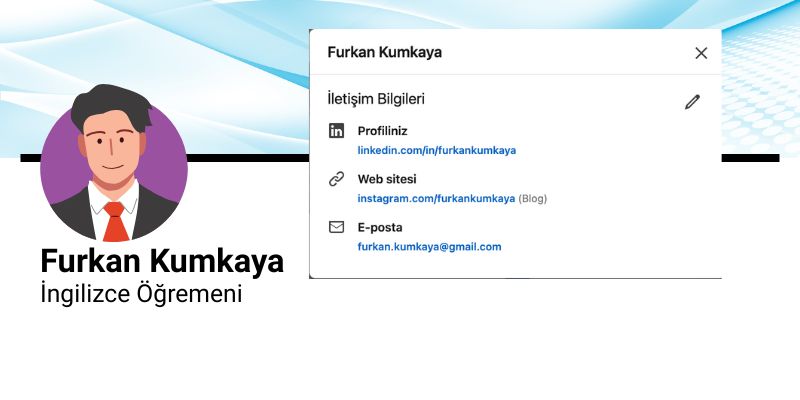 Furkan Kumkaya
İngilizce Öğremeni
Furkan Kumkaya
İletişim Bilgileri
Profiliniz
linkedin.com/in/furkankumkaya
Web sitesi
instagram.com/furkankumkaya (Blog)
E-posta
furkan.kumkaya@gmail.com